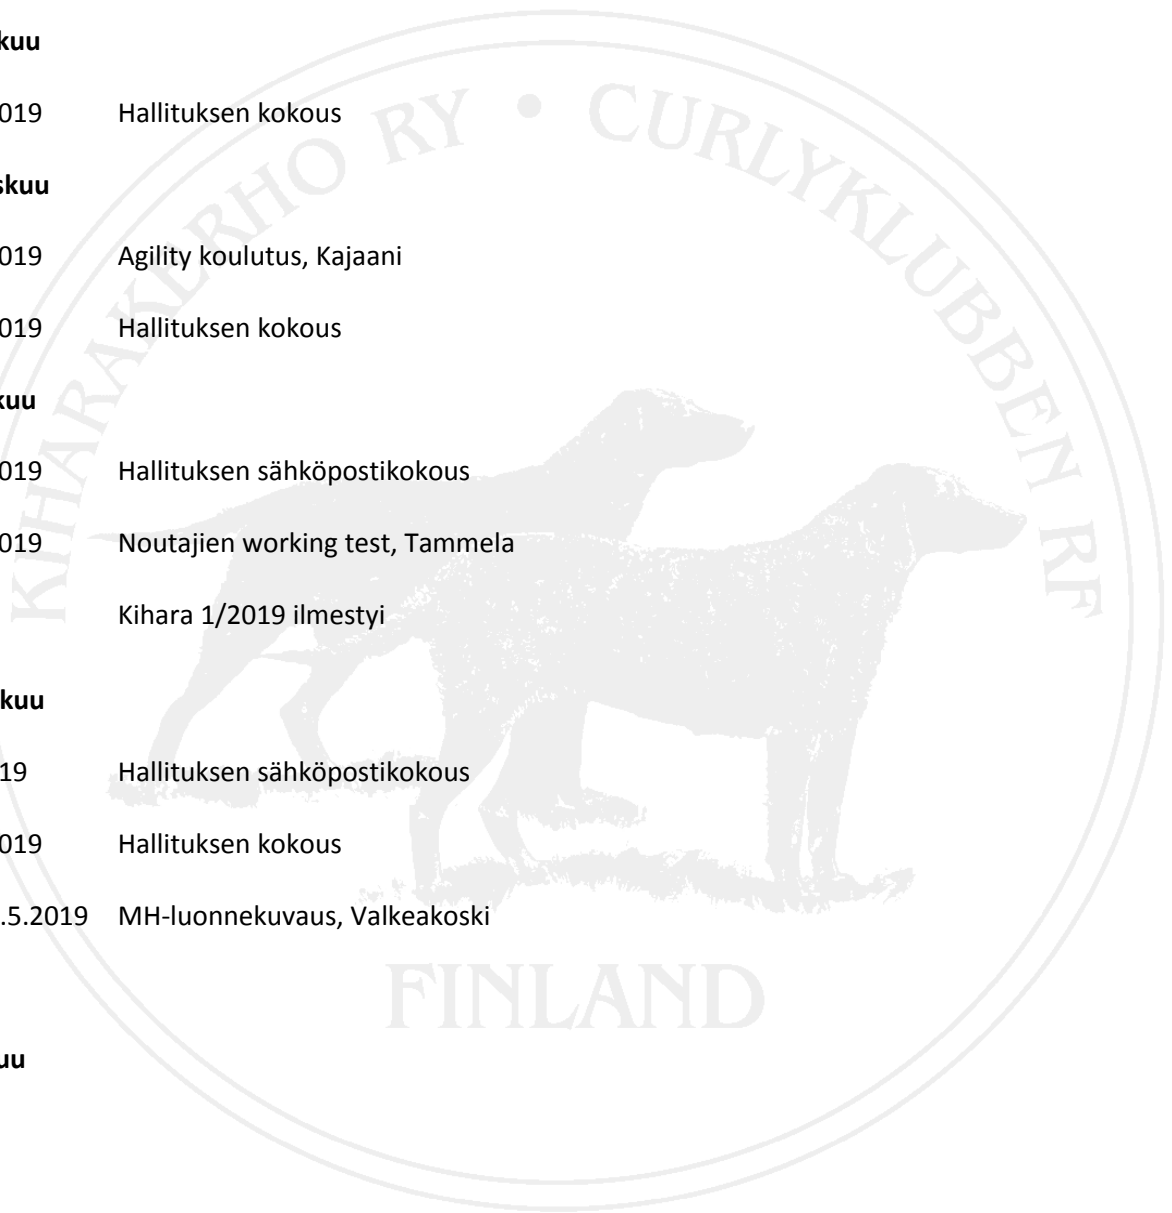 kuu
019 Hallituksen kokous
skuu
019 Agility koulutus, Kajaani
019 Hallituksen kokous
kuu
019 Hallituksen sähköpostikokous
019 Noutajien working test, Tammela
Kihara 1/2019 ilmestyi
kuu
19 Hallituksen sähköpostikokous
019 Hallituksen kokous
.5.2019 MH-luonnekuvaus, Valkeakoski
uu
KIHARAKERHO RY • CURLYKLUBBEN RF
FINLAND